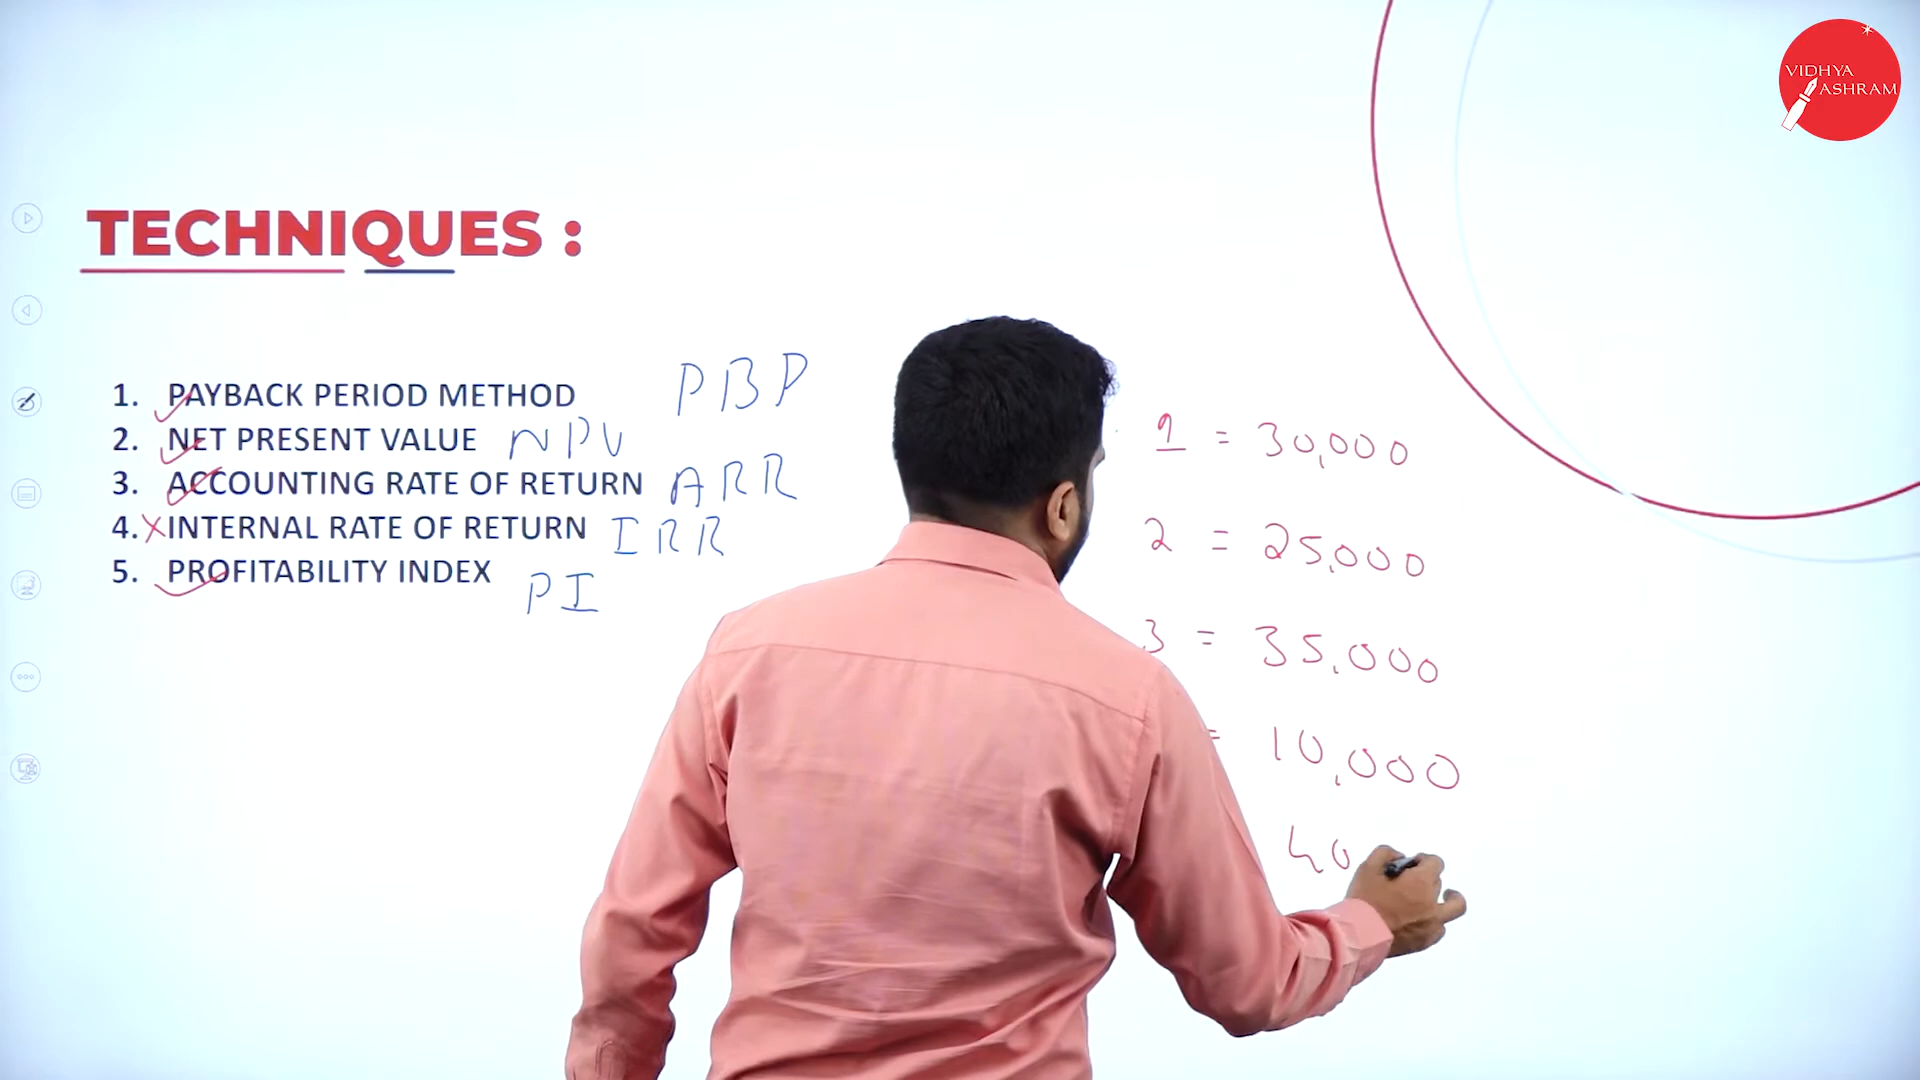 VIDHYA
ASHRAM
TECHNIQUES :
1. PAYBACK PERIOD METHOD PBP
2. NET PRESENT VALUE NPV
3. ACCOUNTING RATE OF RETURN ARR
4. INTERNAL RATE OF RETURN IRR
5. PROFITABILITY INDEX PI
1 = 30,000
2 = 25,000
3 = 35,000
= 10,000
40